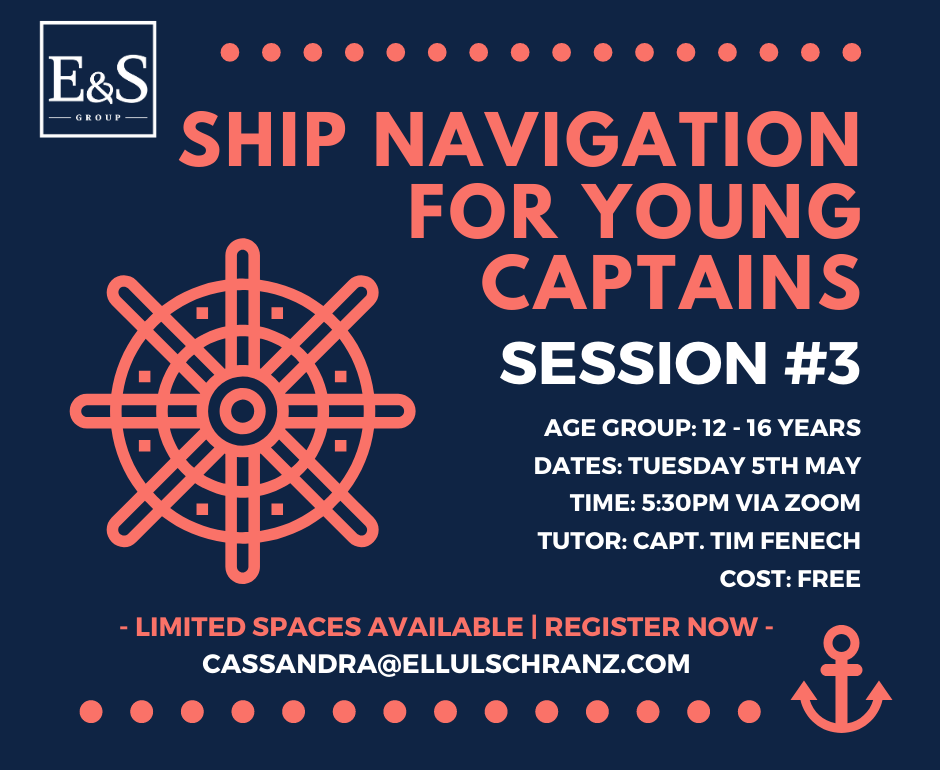 E&S
GROUP
SHIP NAVIGATION
FOR YOUNG
CAPTAINS
SESSION #3
AGE GROUP: 12 - 16 YEARS
DATES: TUESDAY 5TH MAY
TIME: 5:30PM VIA ZOOM
TUTOR: CAPT. TIM FENECH
COST: FREE
- LIMITED SPACES AVAILABLE | REGISTER NOW -
CASSANDRA@ELLULSCHRANZ.COM